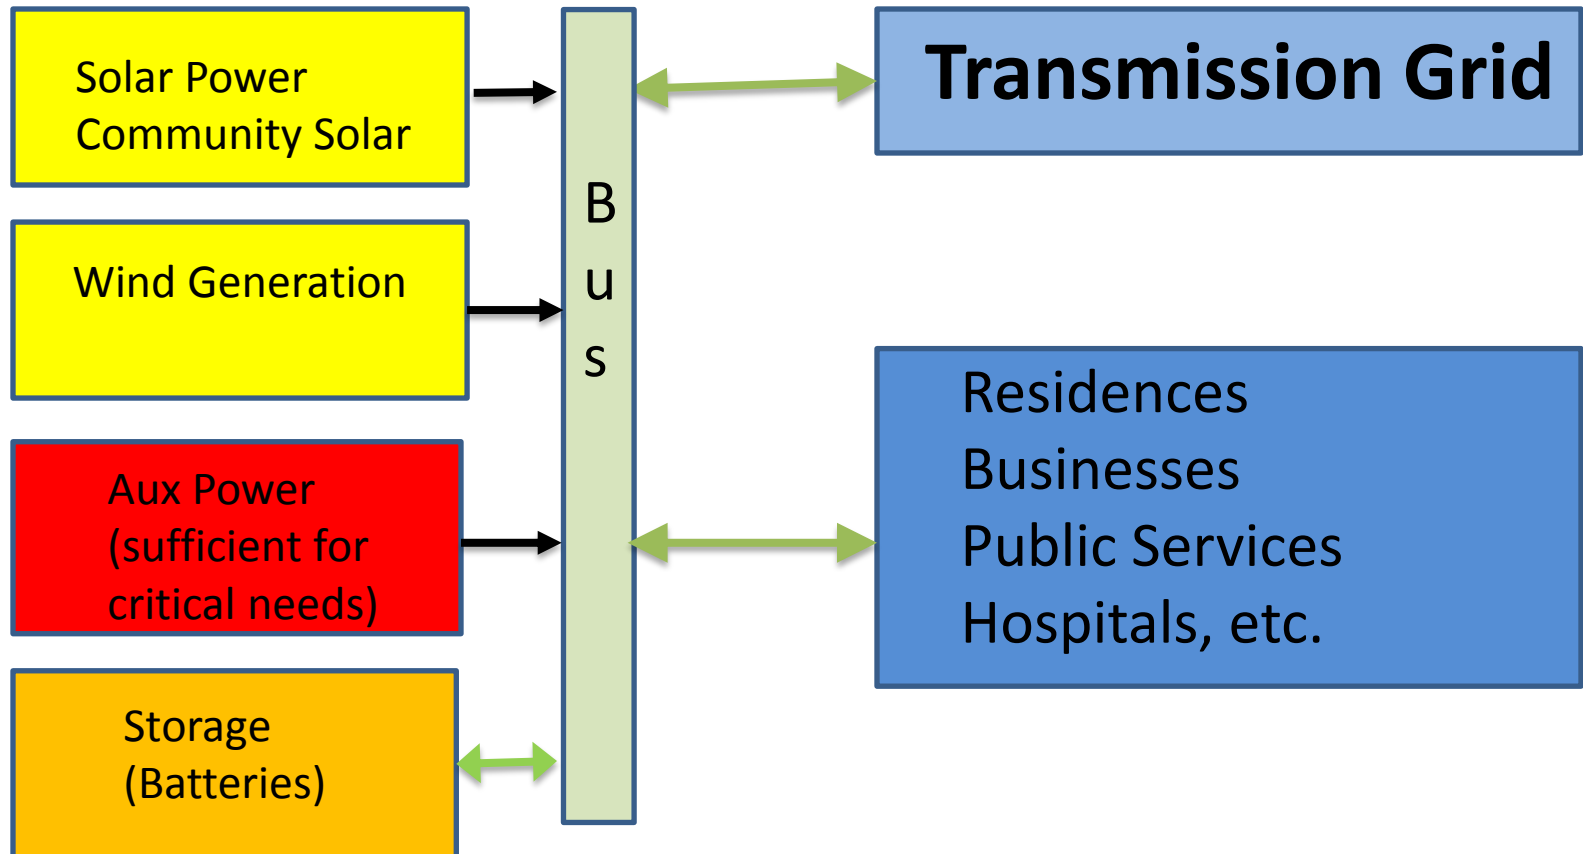 Solar Power
Community Solar
Wind Generation
Aux Power
(sufficient for
critical needs)
Storage
(Batteries)
B
u
s
Transmission Grid
Residences
Businesses
Public Services
Hospitals, etc.